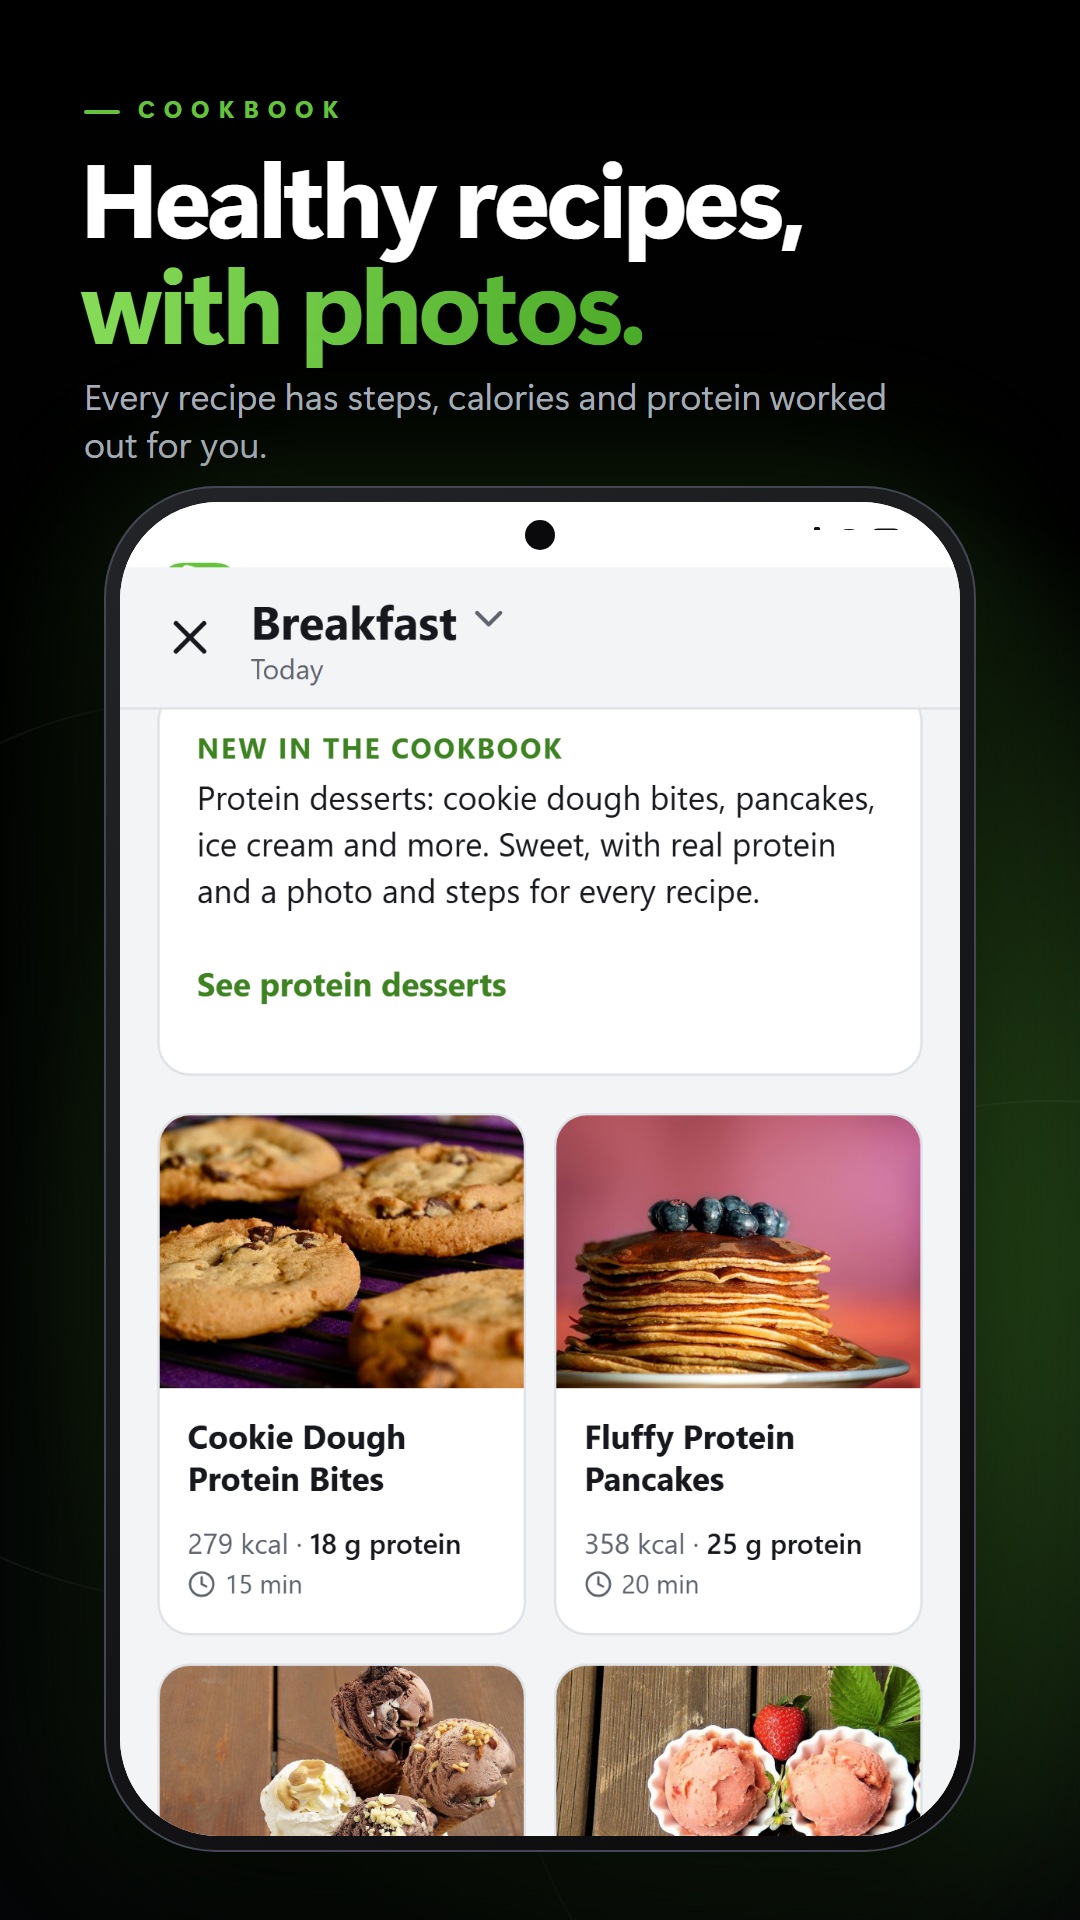 COOKBOOK
Healthy recipes,
with photos.
Every recipe has steps, calories and protein worked
out for you.
Breakfast
Today
NEW IN THE COOKBOOK
Protein desserts: cookie dough bites, pancakes,
ice cream and more. Sweet, with real protein
and a photo and steps for every recipe.
See protein desserts
Cookie Dough
Protein Bites
279 kcal · 18 g protein
15 min
Fluffy Protein
Pancakes
358 kcal · 25 g protein
20 min